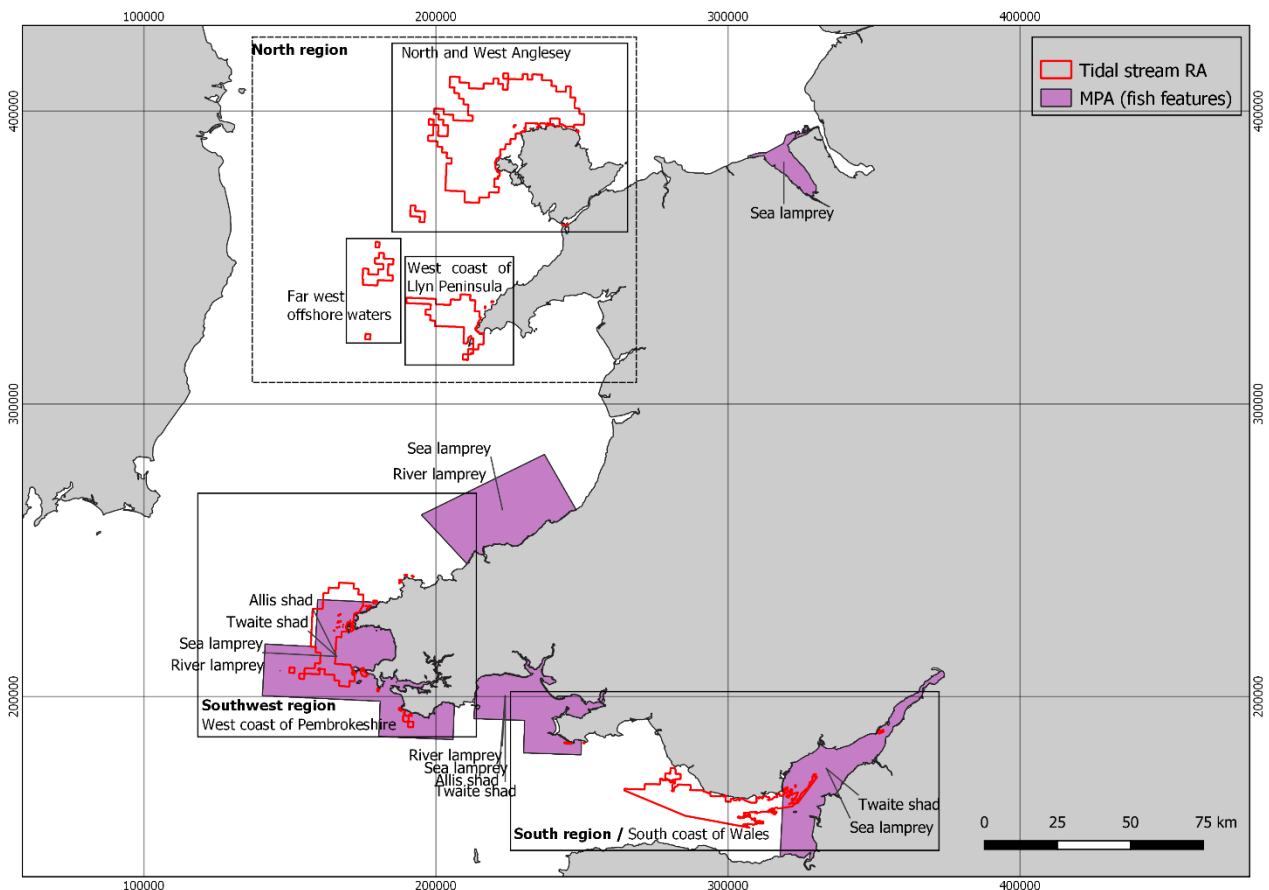 100000 200000 300000 400000
North region
North and West Anglesey
Tidal stream RA
MPA (fish features)
400000 400000
Sea lamprey
West coast of
Llyn Peninsula
Far west
offshore waters
300000 300000
Sea lamprey
River lamprey
Allis shad
Twaite shad
Sea lamprey
River lamprey
200000 200000
Southwest region
West coast of Pembrokeshire
River lamprey
Sea lamprey
Allis shad
Twaite shad
Twaite shad
Sea lamprey
South region / South coast of Wales
0 25 50 75 km
100000 200000 300000 400000